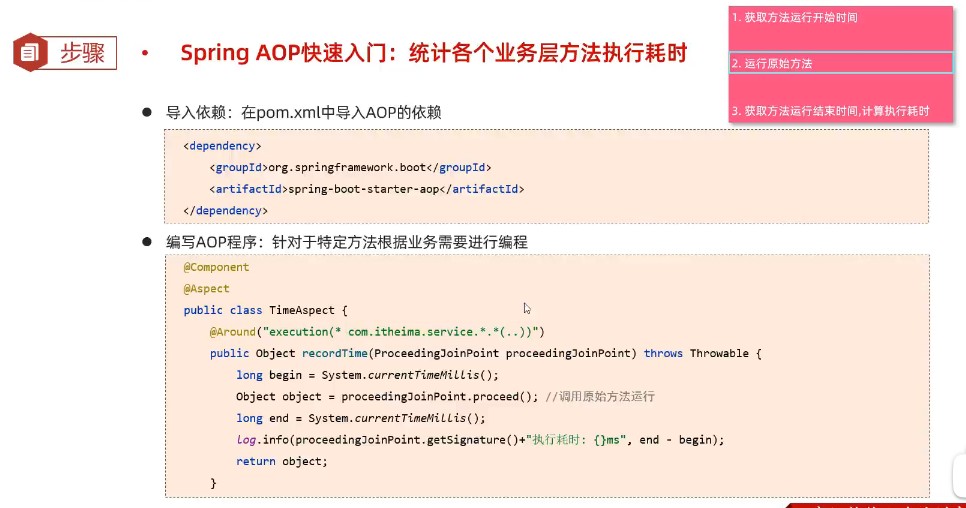 步骤
• Spring AOP快速入门：统计各个业务层方法执行耗时
1. 获取方法运行开始时间
2. 运行原始方法
3. 获取方法运行结束时间,计算执行耗时
● 导入依赖：在pom.xml中导入AOP的依赖
<dependency>
<groupId>org.springframework.boot</groupId>
<artifactId>spring-boot-starter-aop</artifactId>
</dependency>
● 编写AOP程序：针对于特定方法根据业务需要进行编程
@Component
@Aspect
public class TimeAspect {
@Around("execution(* com.itheima.service.*.*(..))")
public Object recordTime(ProceedingJoinPoint proceedingJoinPoint) throws Throwable {
long begin = System.currentTimeMillis();
Object object = proceedingJoinPoint.proceed(); //调用原始方法运行
long end = System.currentTimeMillis();
log.info(proceedingJoinPoint.getSignature()+"执行耗时: {}ms", end - begin);
return object;
}